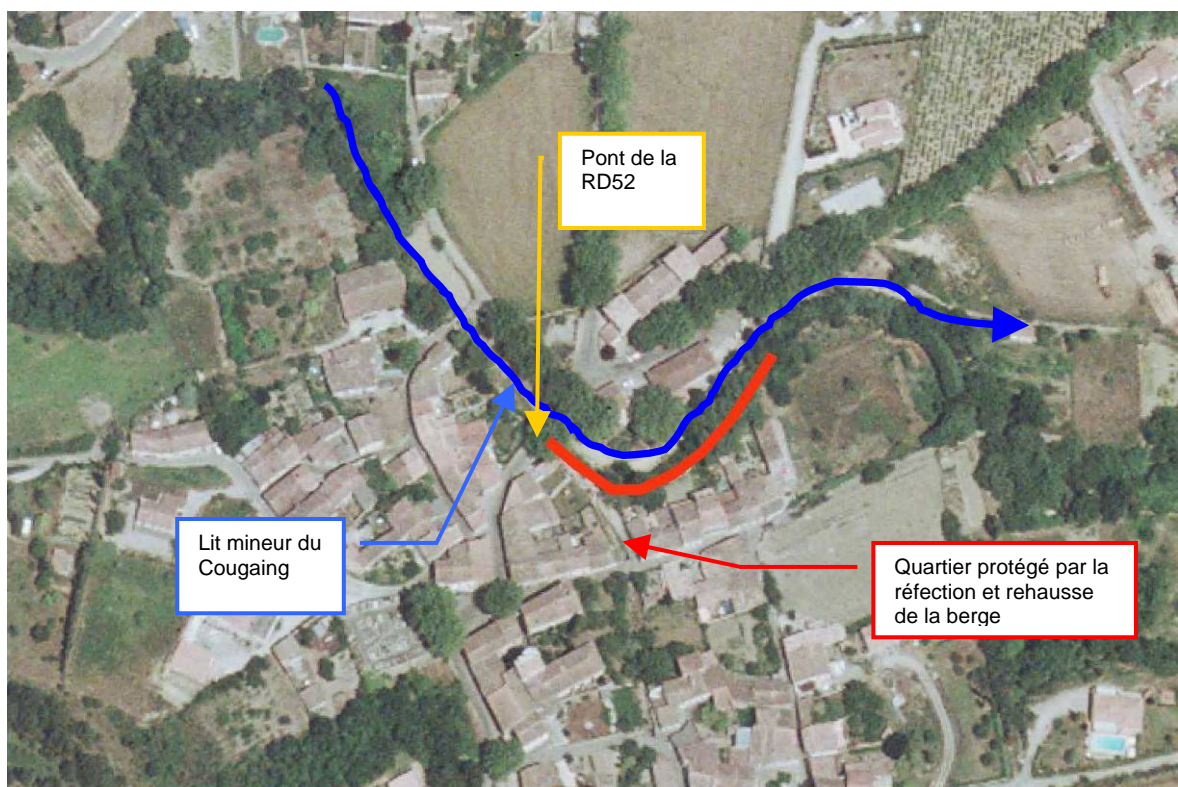 Pont de la
RD52
Lit mineur du
Cougaing
Quartier protégé par la
réfection et rehausse
de la berge